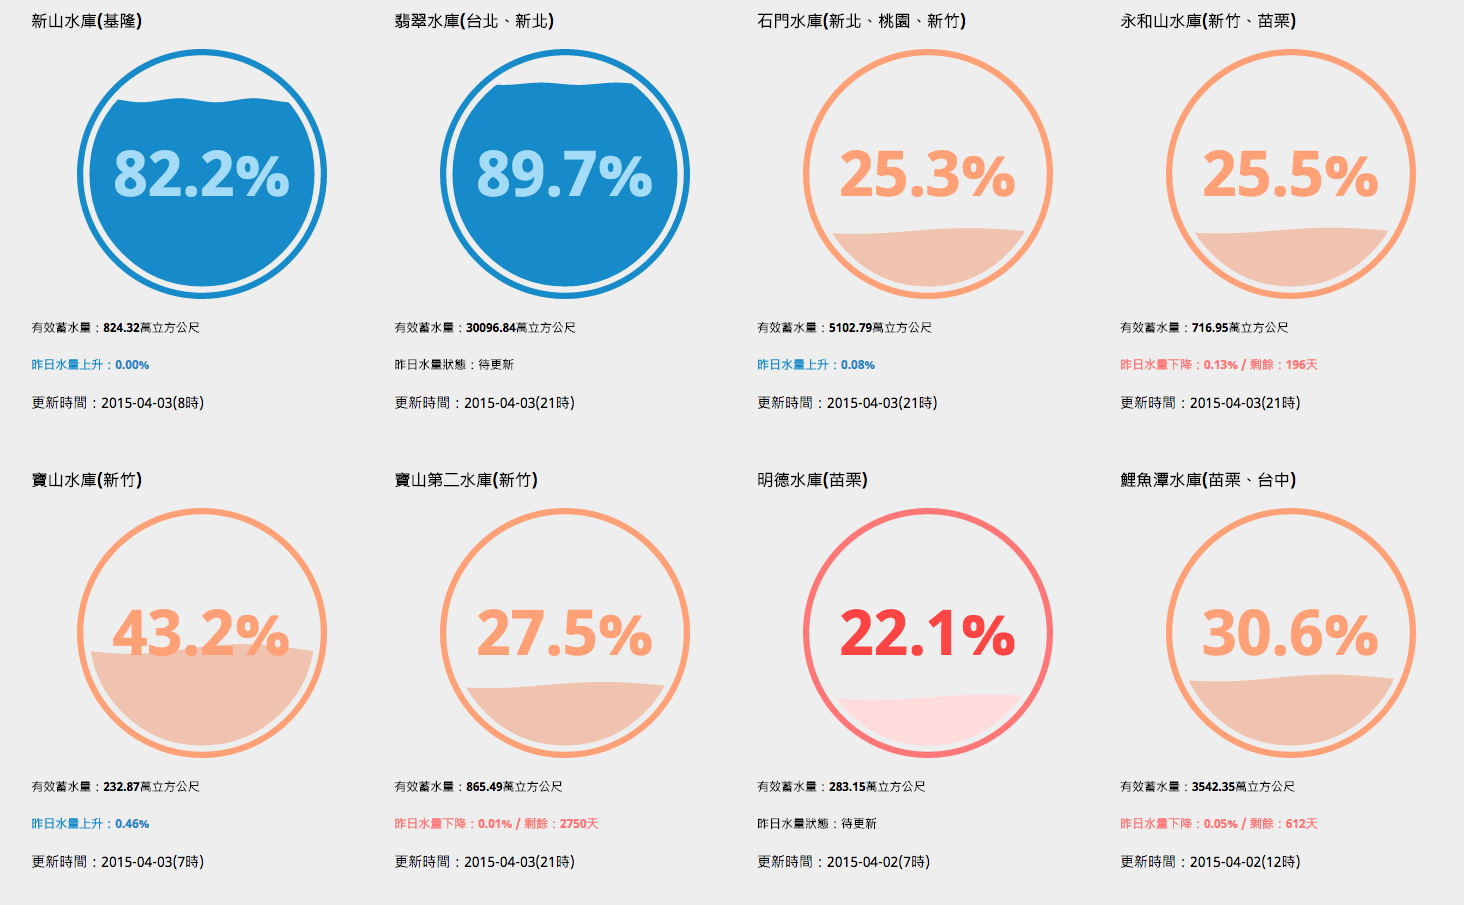 新山水庫(基隆)
82.2%
有效蓄水量：824.32萬立方公尺
昨日水量上升：0.00%
更新時間：2015-04-03(8時)
翡翠水庫(台北、新北)
89.7%
有效蓄水量：30096.84萬立方公尺
昨日水量狀態：待更新
更新時間：2015-04-03(21時)
石門水庫(新北、桃園、新竹)
25.3%
有效蓄水量：5102.79萬立方公尺
昨日水量上升：0.08%
更新時間：2015-04-03(21時)
永和山水庫(新竹、苗栗)
25.5%
有效蓄水量：716.95萬立方公尺
昨日水量下降：0.13% / 剩餘：196天
更新時間：2015-04-03(21時)
寶山水庫(新竹)
43.2%
有效蓄水量：232.87萬立方公尺
昨日水量上升：0.46%
更新時間：2015-04-03(7時)
寶山第二水庫(新竹)
27.5%
有效蓄水量：865.49萬立方公尺
昨日水量下降：0.01% / 剩餘：2750天
更新時間：2015-04-03(21時)
明德水庫(苗栗)
22.1%
有效蓄水量：283.15萬立方公尺
昨日水量狀態：待更新
更新時間：2015-04-02(7時)
鯉魚潭水庫(苗栗、台中)
30.6%
有效蓄水量：3542.35萬立方公尺
昨日水量下降：0.05% / 剩餘：612天
更新時間：2015-04-02(12時)